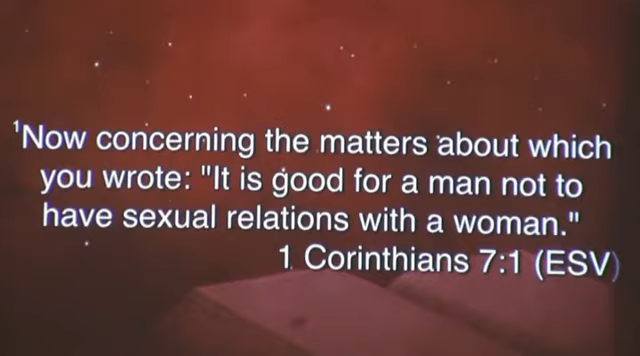 ¹Now concerning the matters about which
you wrote: "It is good for a man not to
have sexual relations with a woman."
1 Corinthians 7:1 (ESV)